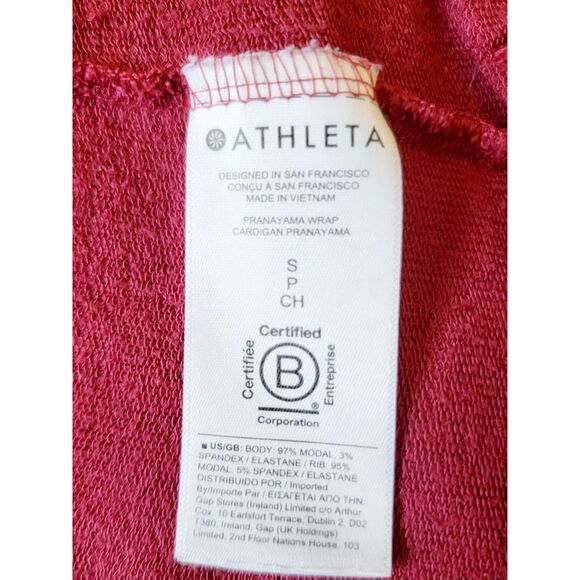 ATHLETA
DESIGNED IN SAN FRANCISCO
CONÇU À SAN FRANCISCO
MADE IN VIETNAM
PRANAYAMA WRAP
CARDIGAN PRANAYAMA
S
P
CH
Certified
Certifiée
B
Entreprise
®
Corporation
■ US/GB: BODY: 97% MODAL, 3%
SPANDEX / ELASTANE / RIB: 95%
MODAL, 5% SPANDEX / ELASTANE
DISTRIBUIDO POR / Imported
By/Importe Par / ΕΙΣΑΓΕΤΑΙ ΑΠΟ ΤΗΝ:
Gap Stores (Ireland) Limited c/o Arthur
Cox, 10 Earlsfort Terrace, Dublin 2, D02
T380, Ireland, Gap (UK Holdings)
Limited, 2nd Floor Nations House, 103